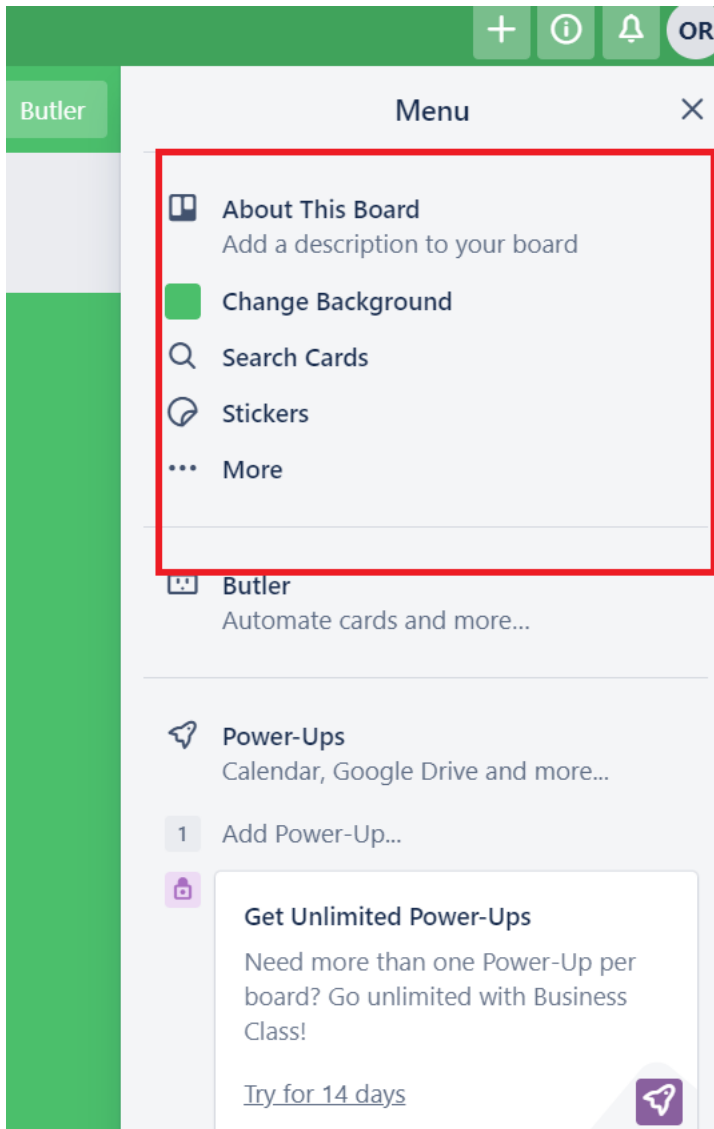 OR
Butler
Menu
About This Board
Add a description to your board
Change Background
Search Cards
Stickers
More
Butler
Automate cards and more...
Power-Ups
Calendar, Google Drive and more...
1 Add Power-Up...
Get Unlimited Power-Ups
Need more than one Power-Up per
board? Go unlimited with Business
Class!
Try for 14 days